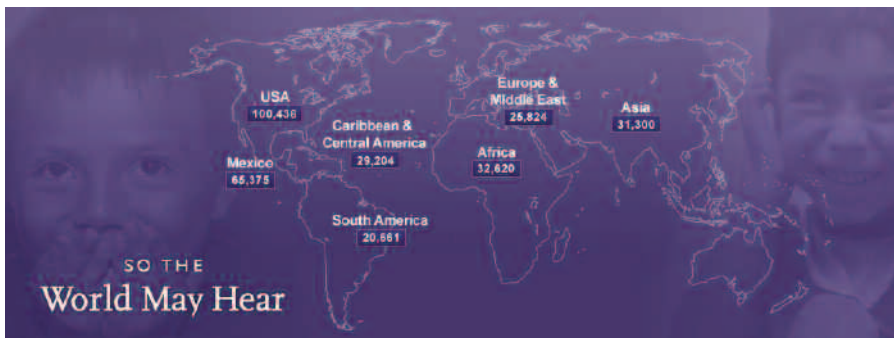 USA
100,436
Mexico
65,375
Caribbean &
Central America
29,204
South America
20,661
Europe &
Middle East
25,824
Africa
32,620
Asia
31,300
SO THE
World May Hear